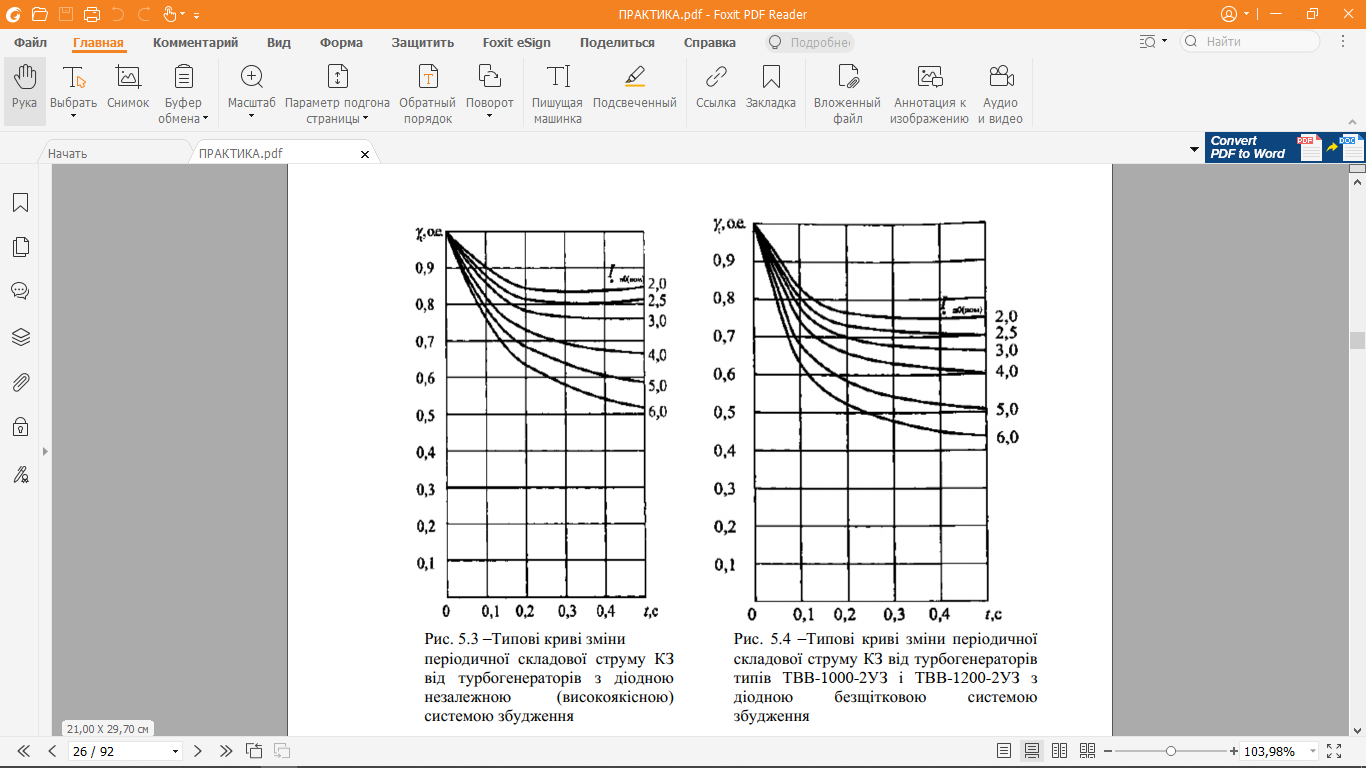 ПРАКТИКА.pdf - Foxit PDF Reader
Файл Главная Комментарий Вид Форма Защитить Foxit eSign Поделиться Справка Подробнес Найти
Рука Выбрать Снимок Буфер обмена Масштаб Параметр подгона страницы Обратный порядок Поворот Пишущая машинка Подсвеченный Ссылка Закладка Вложенный файл Аннотация к изображению Аудио и видео
Начать ПРАКТИКА.pdf
Convert
PDF to Word
PDF DOC
γ, о.е.
0,9
0,8
0,7
0,6
0,5
0,4
0,3
0,2
0,1
0 0,1 0,2 0,3 0,4 t,с
2,0
2,5
3,0
4,0
5,0
6,0
Рис. 5.3 –Типові криві зміни
періодичної складової струму КЗ
від турбогенераторів з діодною
незалежною (високоякісною)
системою збудження
γ, о.е.
0,9
0,8
0,7
0,6
0,5
0,4
0,3
0,2
0,1
0 0,1 0,2 0,3 0,4 t,с
2,0
2,5
3,0
4,0
5,0
6,0
Рис. 5.4 –Типові криві зміни періодичної
складової струму КЗ від турбогенераторів
типів ТВВ-1000-2УЗ і ТВВ-1200-2УЗ з
діодною безщітковою системою
збудження
21,00 X 29,70 см
26 / 92
103,98%